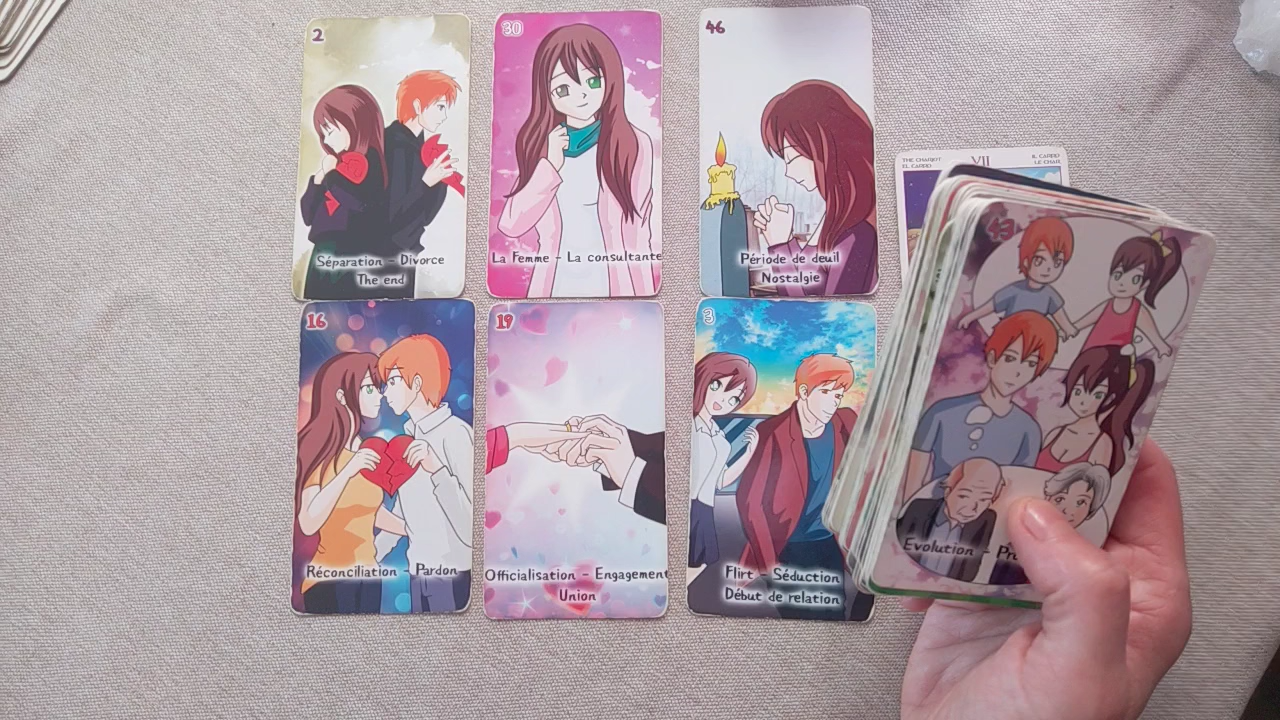 2
Séparation - Divorce
The end
30
La Femme - La consultante
46
Période de deuil
Nostalgie
THE CHARIOT
EL CARRO
VII
IL CARRO
LE CHAR
16
Réconciliation - Pardon
19
Officialisation - Engagement
Union
3
Flirt - Séduction
Début de relation
43
Evolution -